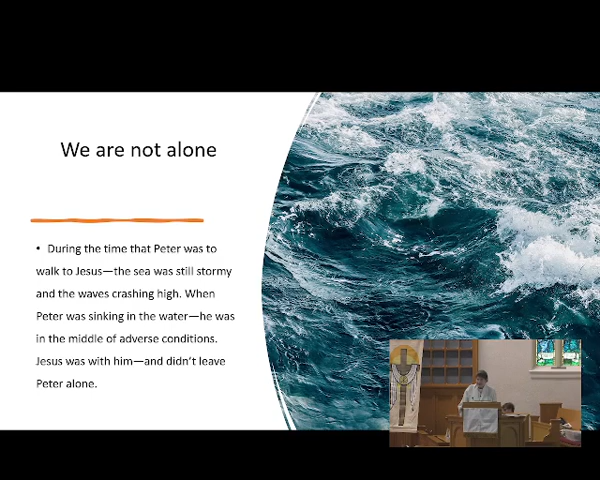 We are not alone
• During the time that Peter was to
walk to Jesus—the sea was still stormy
and the waves crashing high. When
Peter was sinking in the water—he was
in the middle of adverse conditions.
Jesus was with him—and didn't leave
Peter alone.